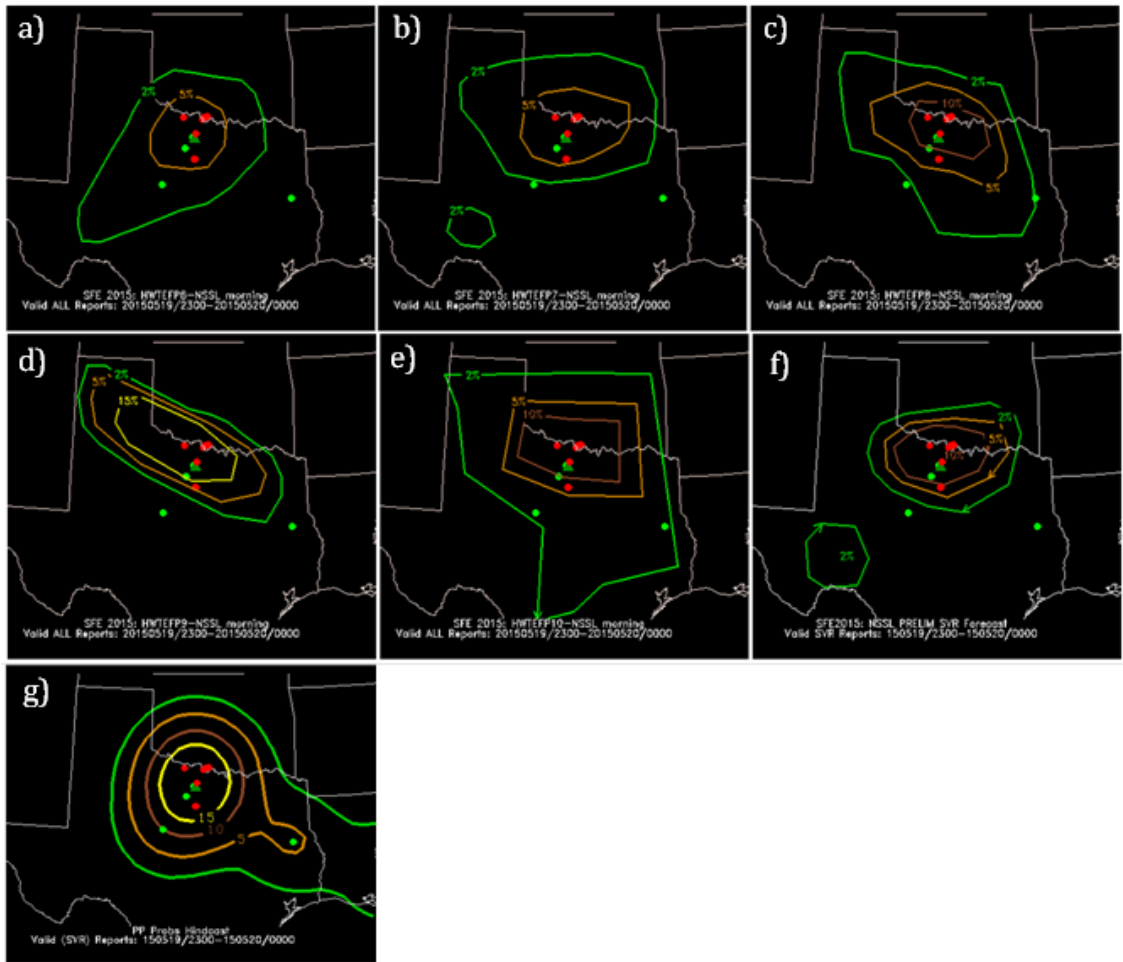 a)
2%
5%
SFE 2015: HWTEFP6-NSSL morning
Valid ALL Reports: 20150519/2300-20150520/0000
b)
2%
5%
2%
SFE 2015: HWTEFP7-NSSL morning
Valid ALL Reports: 20150519/2300-20150520/0000
c)
2%
10%
5%
SFE 2015: HWTEFP8-NSSL morning
Valid ALL Reports: 20150519/2300-20150520/0000
d)
5%
2%
15%
SFE 2015: HWTEFP9-NSSL morning
Valid ALL Reports: 20150519/2300-20150520/0000
e)
2%
5%
10%
SFE 2015: HWTEFP10-NSSL morning
Valid ALL Reports: 20150519/2300-20150520/0000
f)
2%
5%
10%
2%
SFE2015: NSSL PRELIM SVR Forecast
Valid SVR Reports: 150519/2300-150520/0000
g)
15
10
5
PP Probs Hindcast
Valid (SVR) Reports: 150519/2300-150520/0000